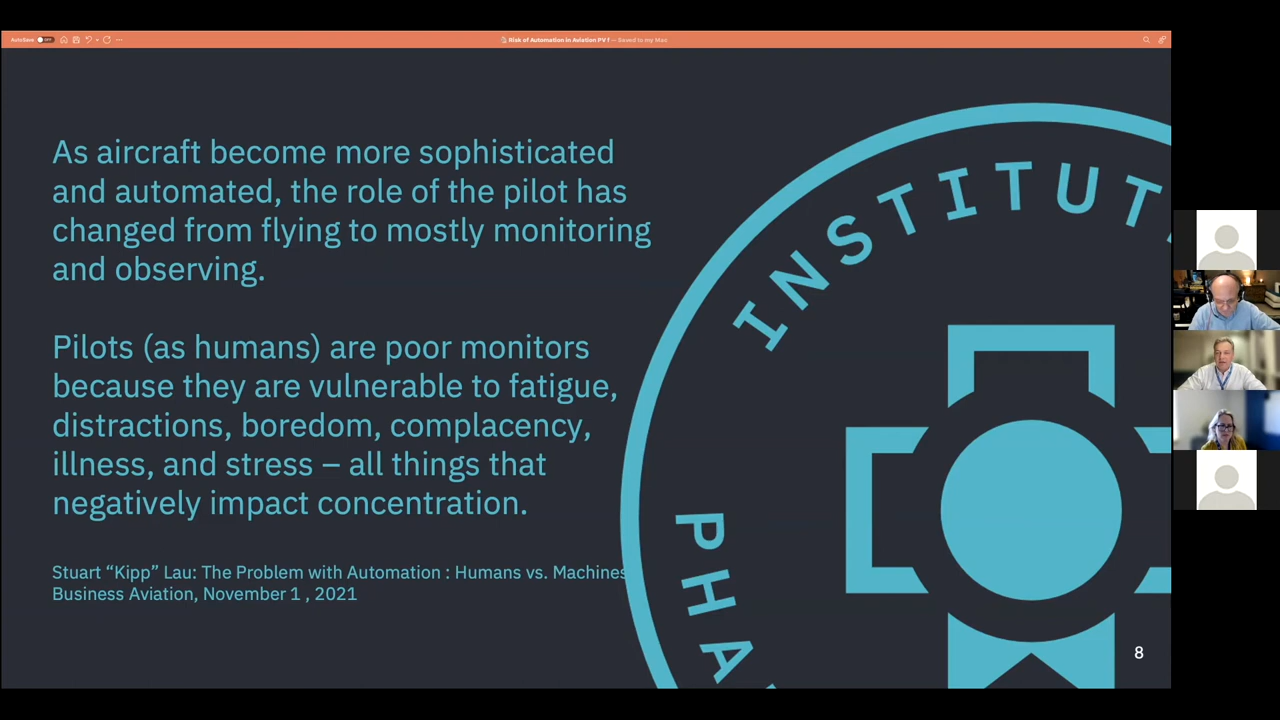 AutoSave OFF
Risk of Automation in Aviation PV f — Saved to my Mac
As aircraft become more sophisticated
and automated, the role of the pilot has
changed from flying to mostly monitoring
and observing.
Pilots (as humans) are poor monitors
because they are vulnerable to fatigue,
distractions, boredom, complacency,
illness, and stress – all things that
negatively impact concentration.
Stuart “Kipp” Lau: The Problem with Automation : Humans vs. Machines
Business Aviation, November 1 , 2021
INSTITUT
PHA
8